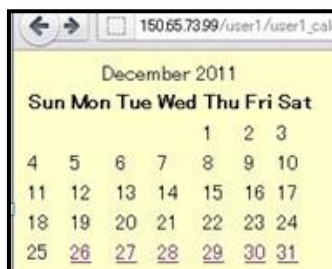 150.65.73.99/user1/user1_cal
December 2011
Sun Mon Tue Wed Thu Fri Sat
1 2 3
4 5 6 7 8 9 10
11 12 13 14 15 16 17
18 19 20 21 22 23 24
25 26 27 28 29 30 31